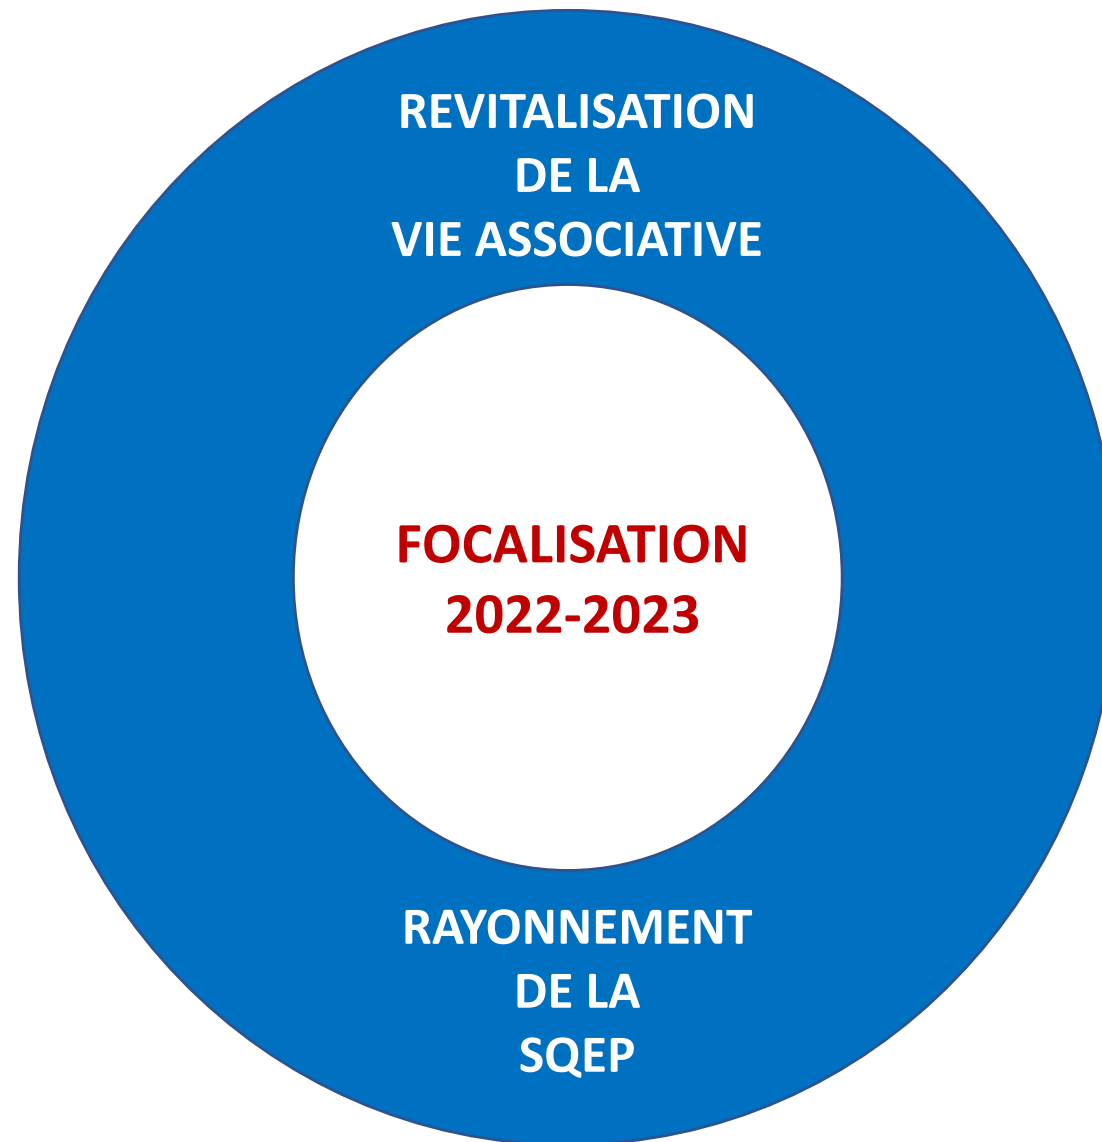 REVITALISATION
DE LA
VIE ASSOCIATIVE
FOCALISATION
2022-2023
RAYONNEMENT
DE LA
SQEP